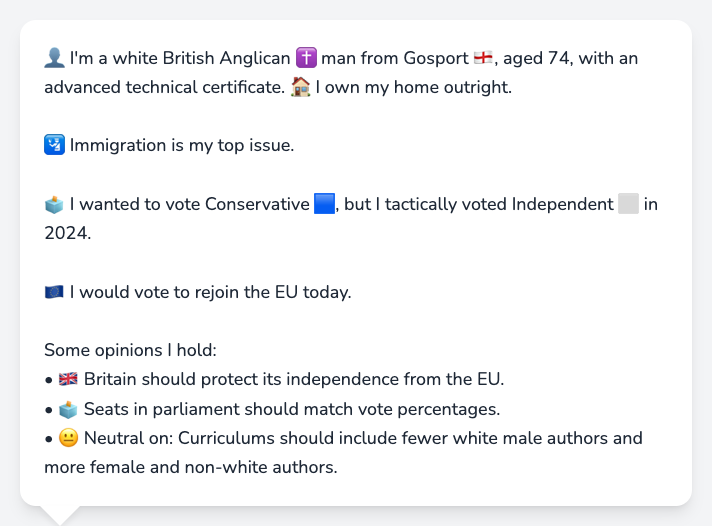 👤 I'm a white British Anglican ✝️ man from Gosport 🏴󠁧󠁢󠁥󠁮󠁧󠁿, aged 74, with an
advanced technical certificate. 🏠 I own my home outright.
🛂 Immigration is my top issue.
🗳️ I wanted to vote Conservative 🟦, but I tactically voted Independent ⬜ in
2024.
🇪🇺 I would vote to rejoin the EU today.
Some opinions I hold:
• 🇬🇧 Britain should protect its independence from the EU.
• 🗳️ Seats in parliament should match vote percentages.
• 😐 Neutral on: Curriculums should include fewer white male authors and
more female and non-white authors.